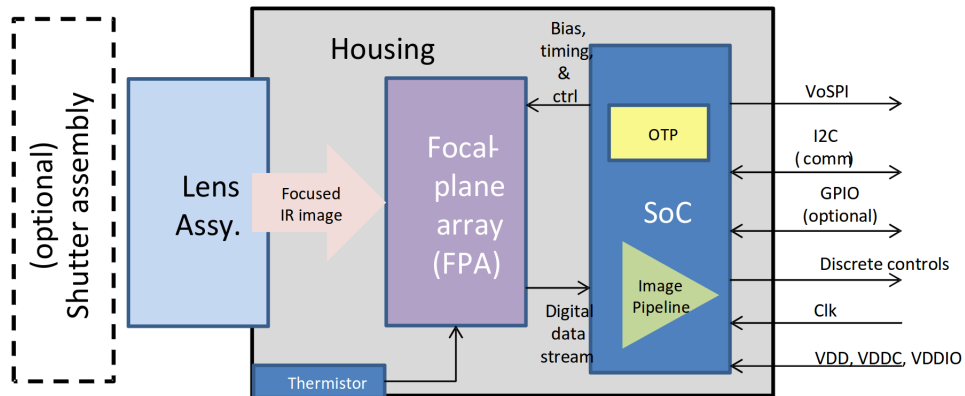 (optional)
Shutter assembly
Lens
Assy.
Housing
Focused
IR image
Focal-
plane
array
(FPA)
Thermistor
Bias,
timing,
&
ctrl
Digital
data
stream
OTP
SoC
Image
Pipeline
VoSPI
I2C
(comm)
GPIO
(optional)
Discrete controls
Clk
VDD, VDDC, VDDIO